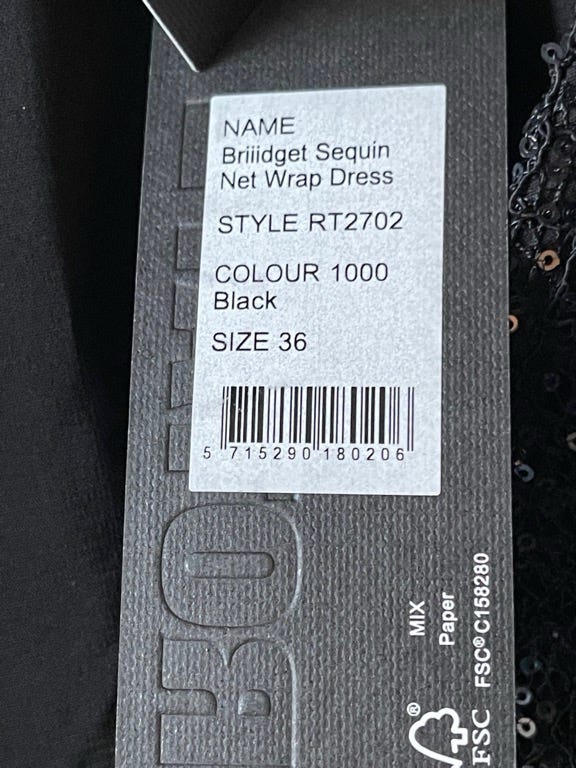 NAME
Briiidget Sequin
Net Wrap Dress
STYLE RT2702
COLOUR 1000
Black
SIZE 36
5 715290 180206
MIX
Paper
FSC® C158280
®
FSC